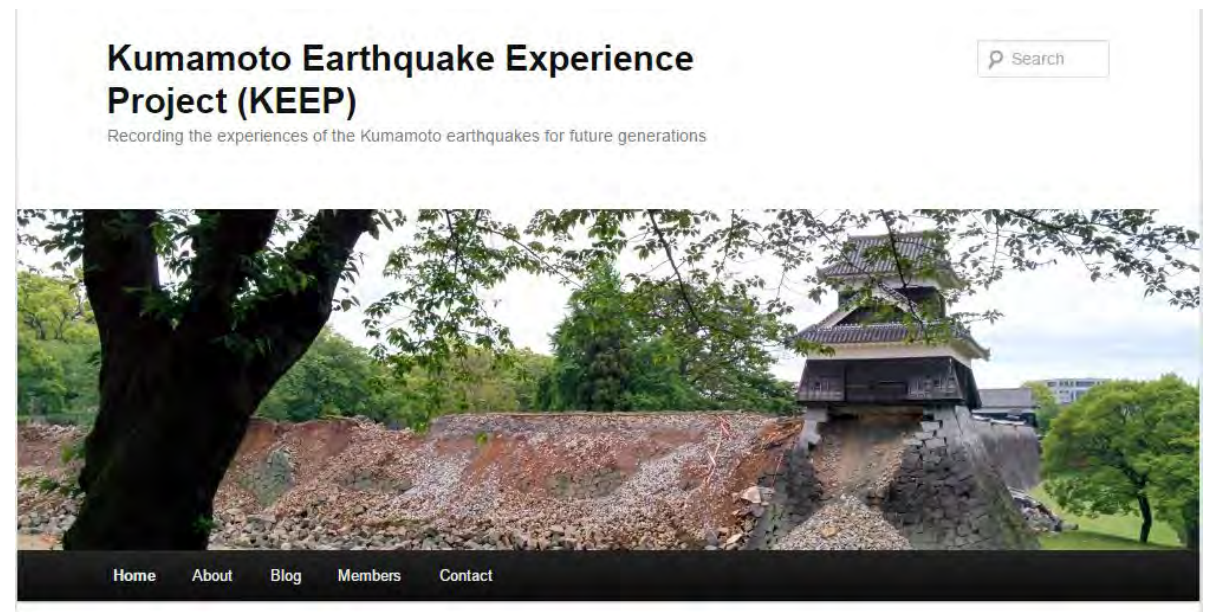 Kumamoto Earthquake Experience
Project (KEEP)
Search
Recording the experiences of the Kumamoto earthquakes for future generations
Home About Blog Members Contact